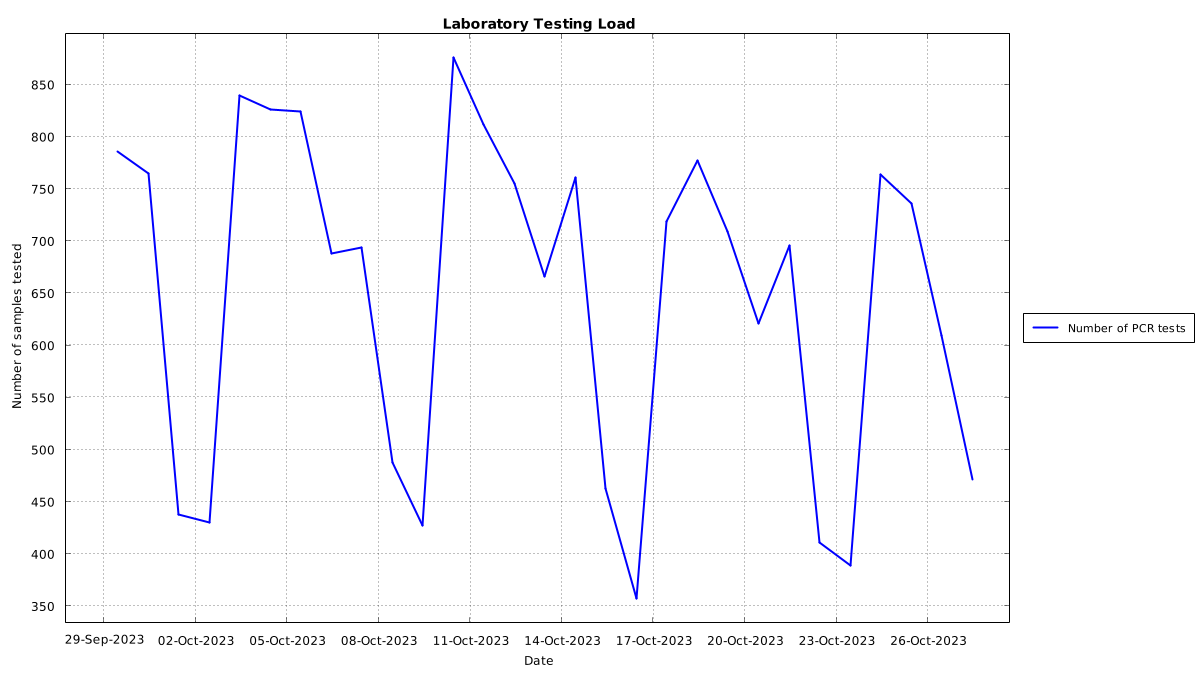 Laboratory Testing Load
850
800
750
700
650
600
550
500
450
400
350
Number of samples tested
29-Sep-2023 02-Oct-2023 05-Oct-2023 08-Oct-2023 11-Oct-2023 14-Oct-2023 17-Oct-2023 20-Oct-2023 23-Oct-2023 26-Oct-2023
Date
Number of PCR tests